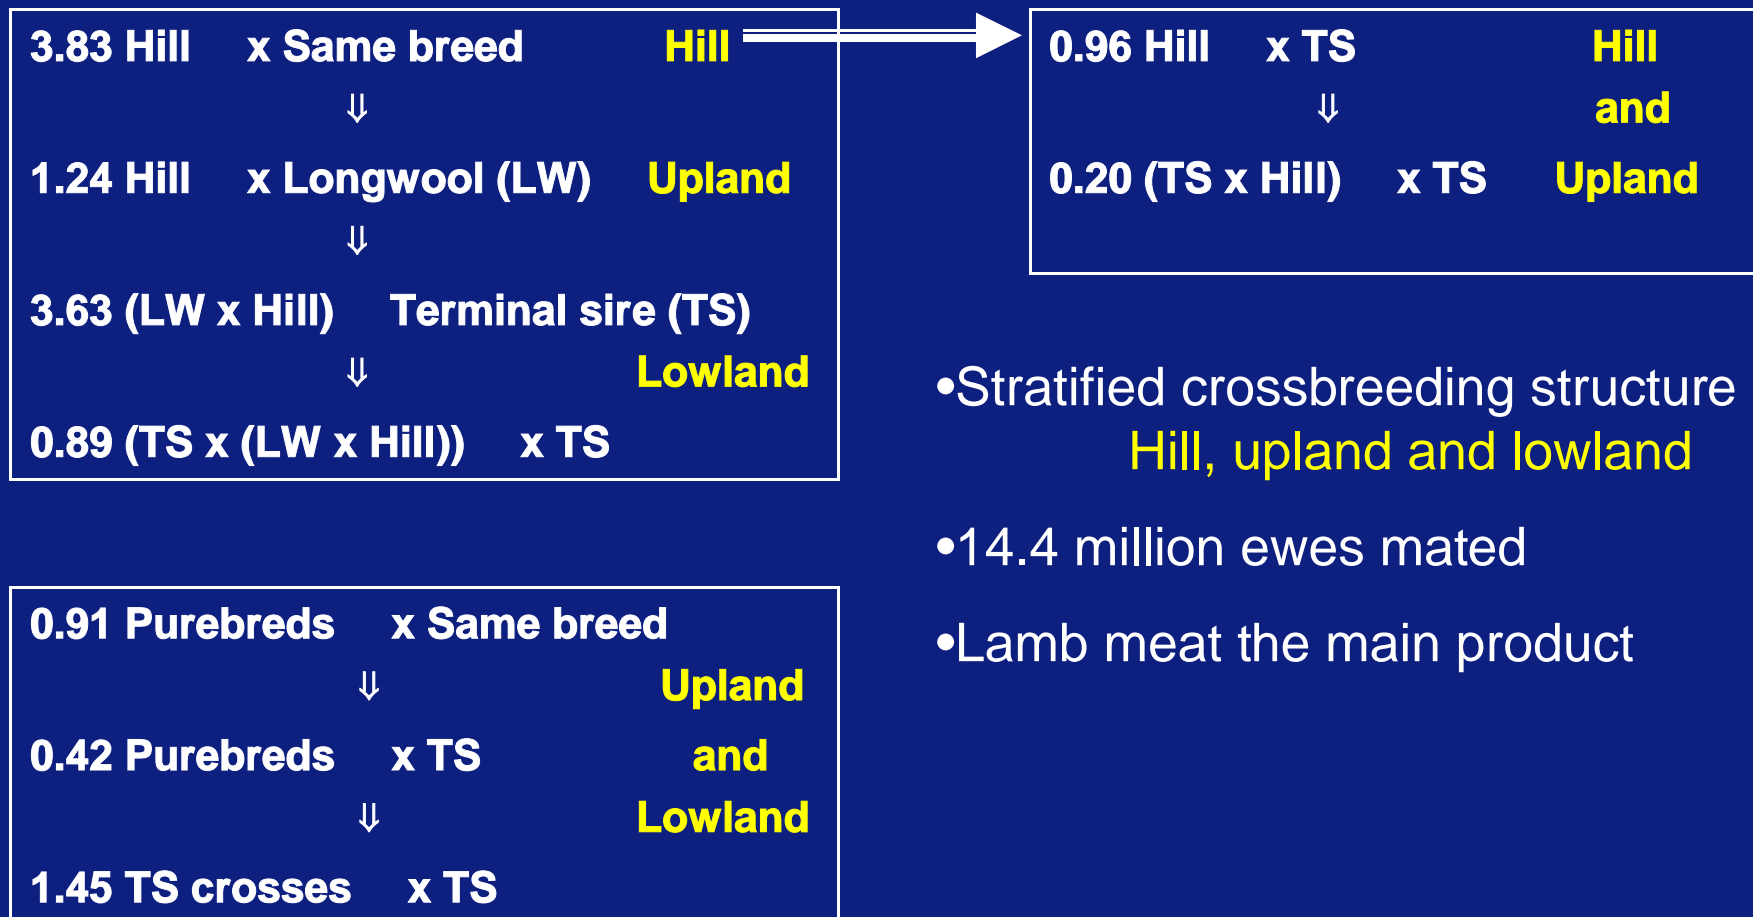 3.83 Hill x Same breed Hill
⇓
1.24 Hill x Longwool (LW) Upland
⇓
3.63 (LW x Hill) Terminal sire (TS)
⇓ Lowland
0.89 (TS x (LW x Hill)) x TS
0.96 Hill x TS Hill
⇓ and
0.20 (TS x Hill) x TS Upland
0.91 Purebreds x Same breed
⇓ Upland
0.42 Purebreds x TS and
⇓ Lowland
1.45 TS crosses x TS
•Stratified crossbreeding structure
Hill, upland and lowland
•14.4 million ewes mated
•Lamb meat the main product